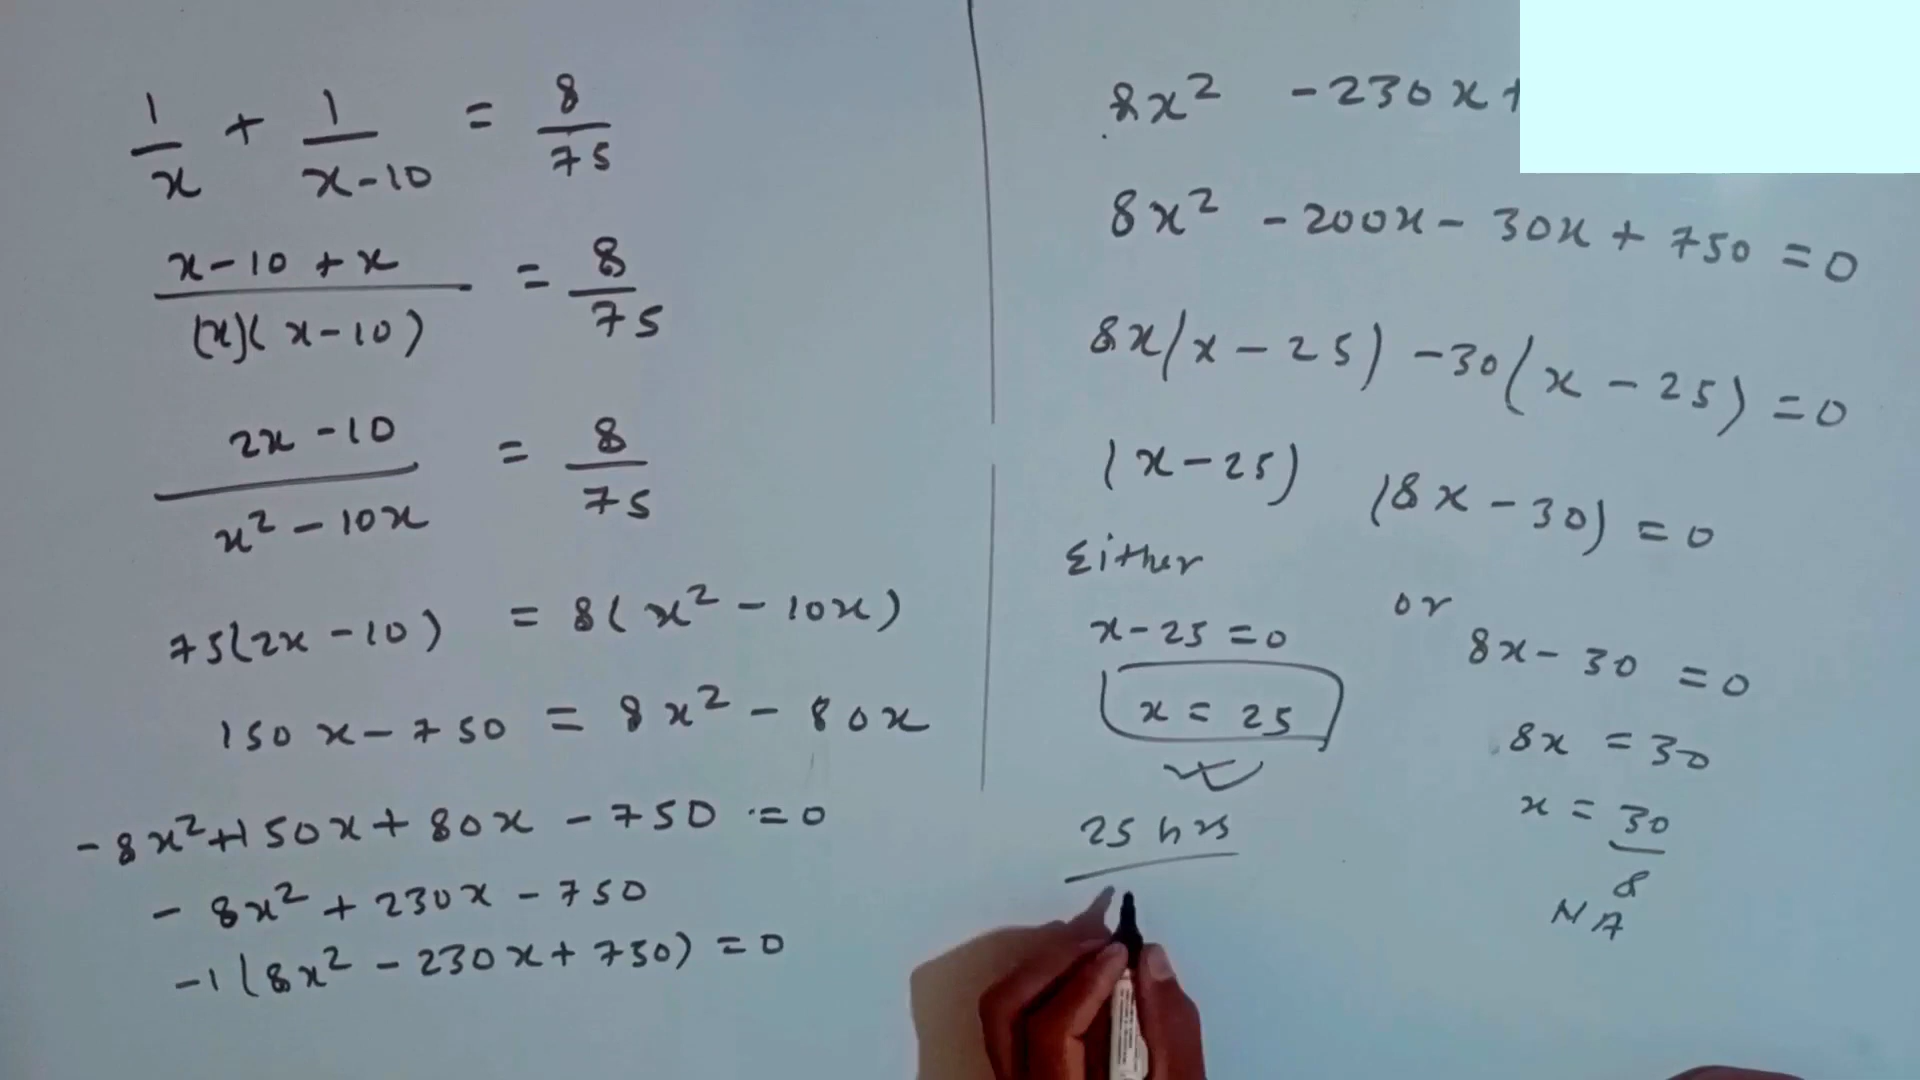 1/x + 1/(x-10) = 8/75
(x-10+x)/((x)(x-10)) = 8/75
(2x-10)/(x²-10x) = 8/75
75(2x-10) = 8(x²-10x)
150x-750 = 8x²-80x
-8x²+150x+80x-750 = 0
-8x²+230x-750
-1(8x²-230x+750) = 0
8x² -230x+
8x² -200x-30x+750 = 0
8x(x-25) -30(x-25) = 0
(x-25) (8x-30) = 0
Either
x-25 = 0
x = 25
25 hrs
or
8x-30 = 0
8x = 30
x = 30/8
NA